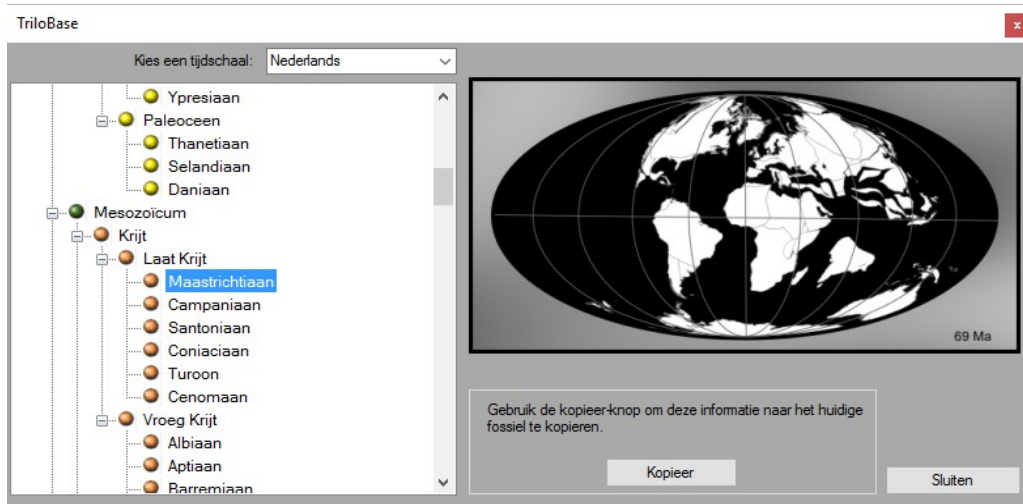 TriloBase
x
Kies een tijdschaal: Nederlands
Ypresiaan
Paleoceen
Thanetiaan
Selandiaan
Daniaan
Mesozoïcum
Krijt
Laat Krijt
Maastrichtiaan
Campaniaan
Santoniaan
Coniaciaan
Turoon
Cenomaan
Vroeg Krijt
Albiaan
Aptiaan
Barremiaan
69 Ma
Gebruik de kopieer-knop om deze informatie naar het huidige
fossiel te kopieren.
Kopieer
Sluiten